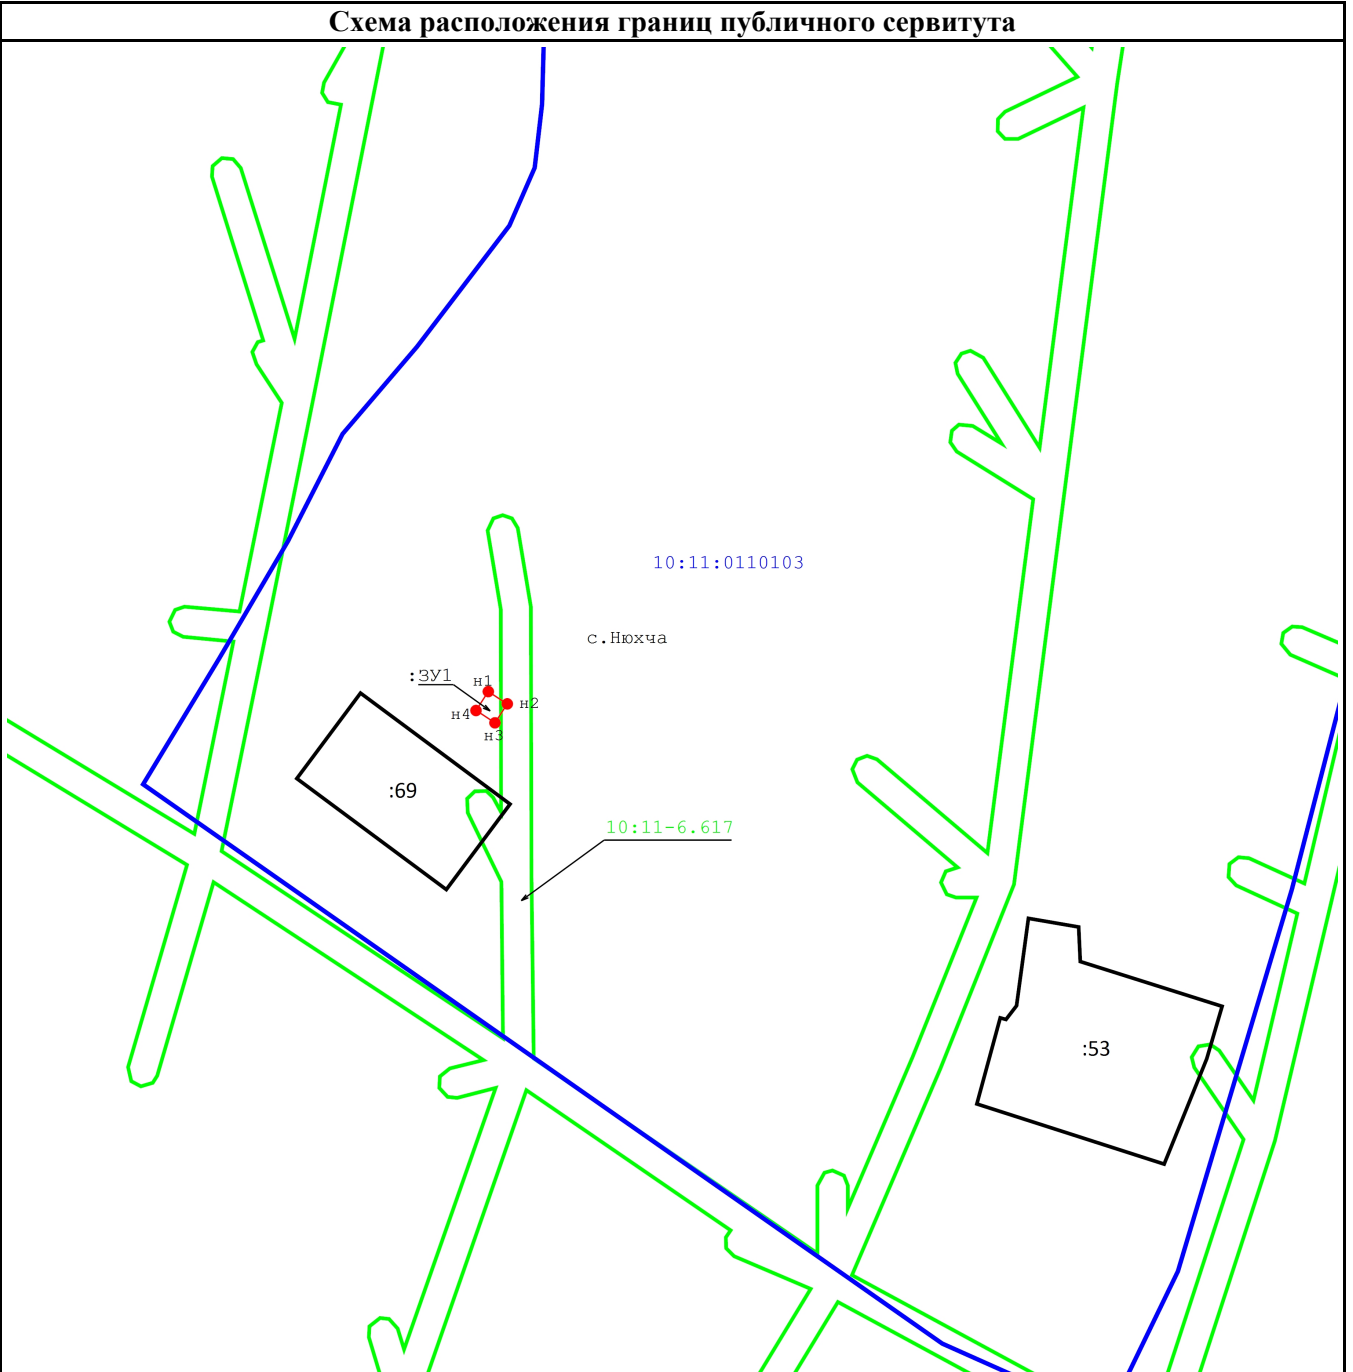 Схема расположения границ публичного сервитута
10:11:0110103
с.Нюхча
:ЗУ1
н1
н2
н4
н3
:69
10:11-6.617
:53